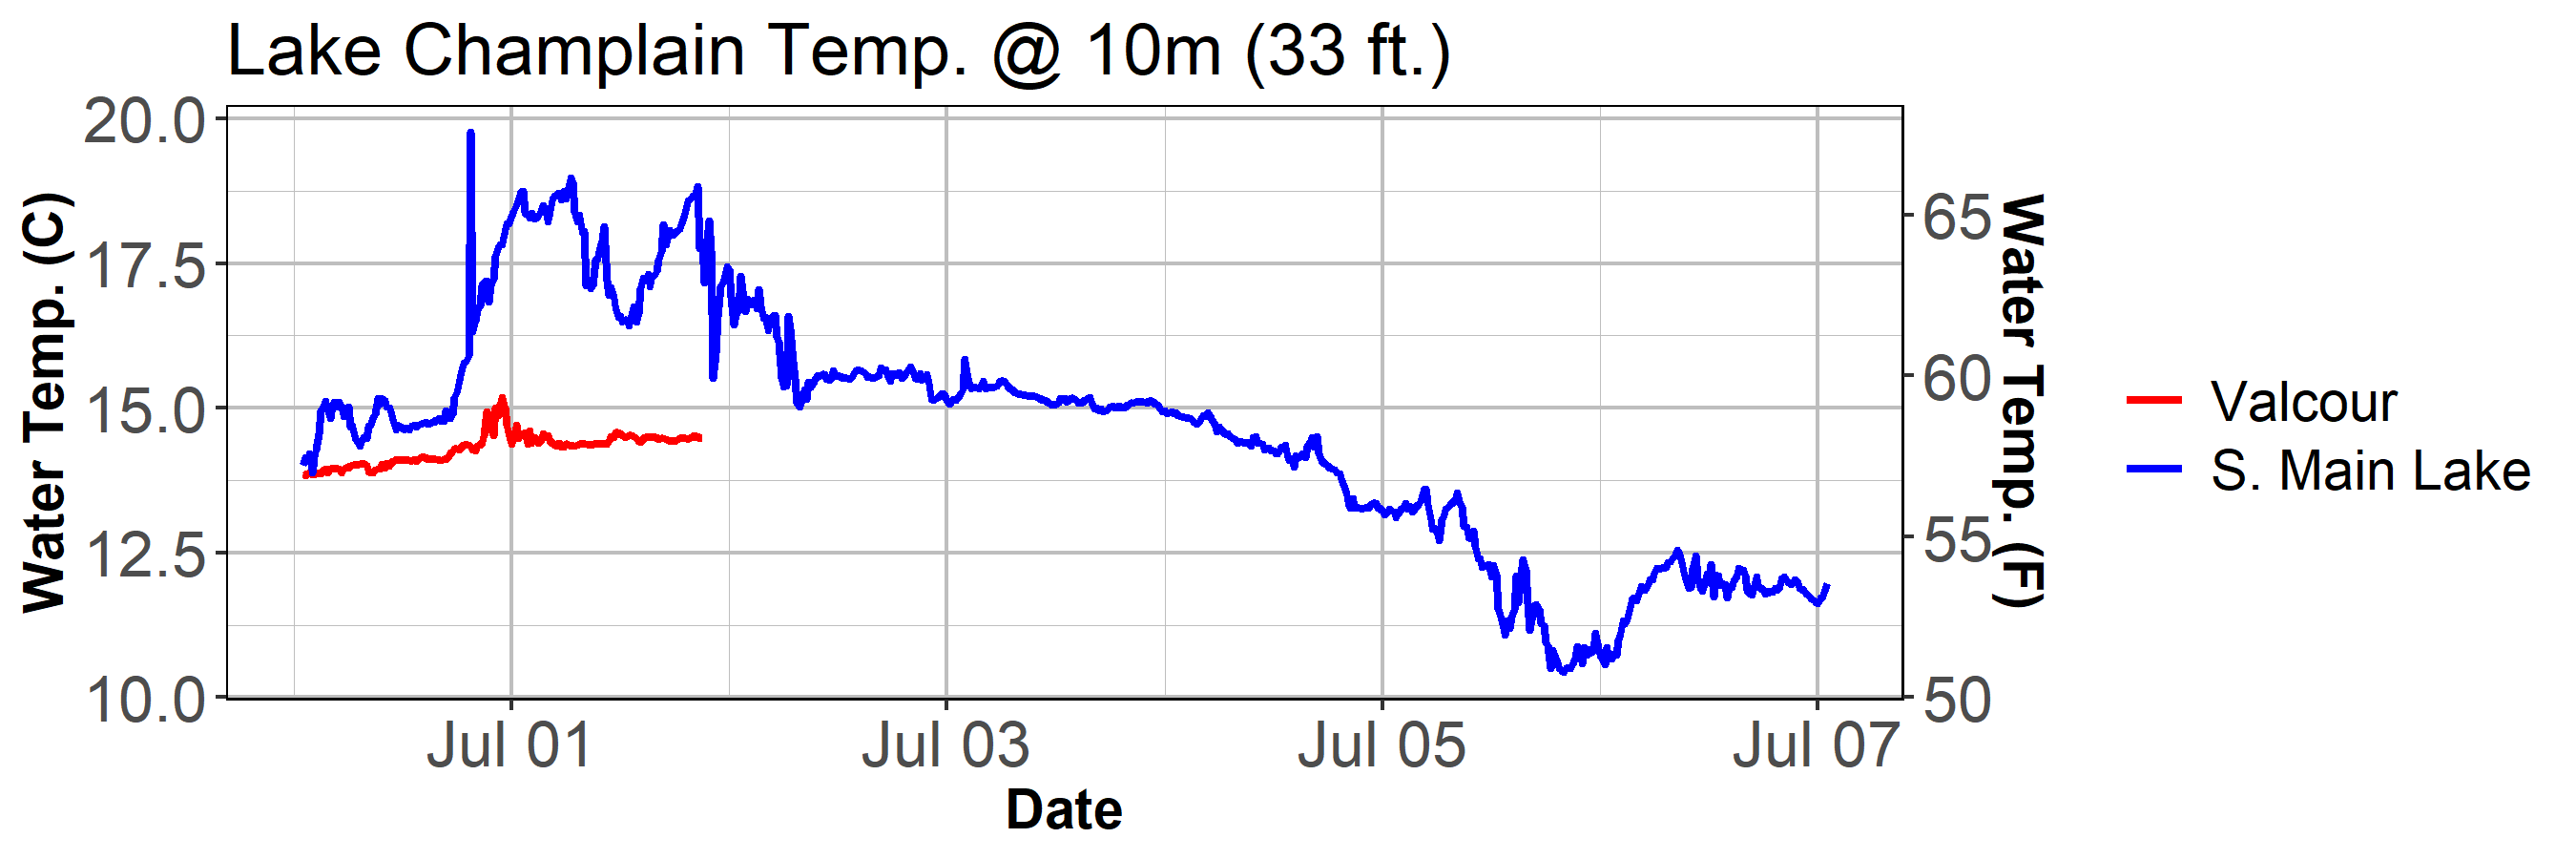 Lake Champlain Temp. @ 10m (33 ft.)
Water Temp. (C)
20.0
17.5
15.0
12.5
10.0
65
60
55
50
Water Temp. (F)
Jul 01
Jul 03
Jul 05
Jul 07
Date
Valcour
S. Main Lake